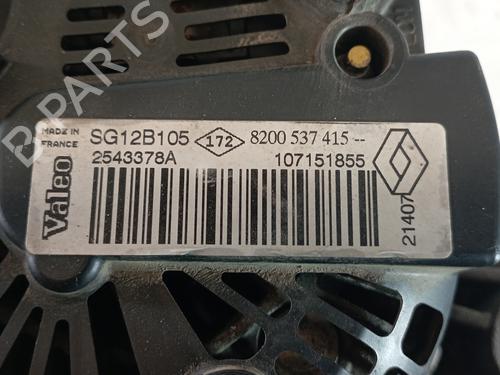 B-PARTS
MADE IN
FRANCE
Valeo
SG12B105 172 8200 537 415 --
2543378A 107151855
21407